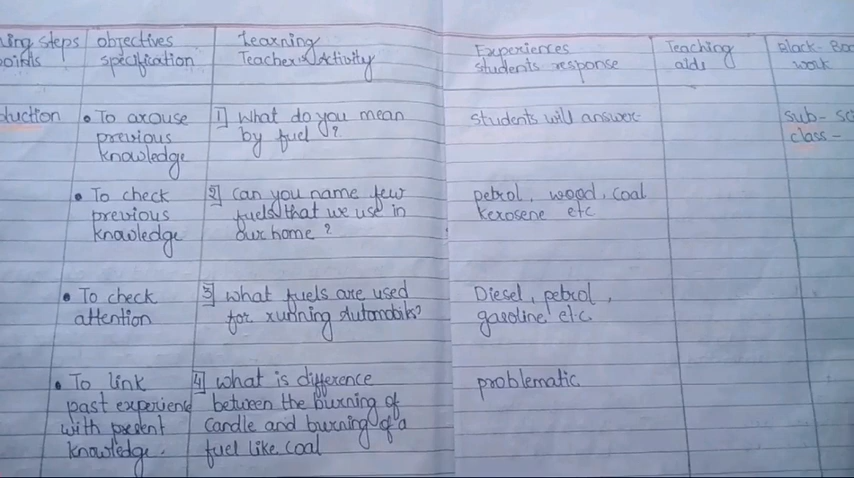 ning steps objectives Learning Experiences Teaching Black-Boa
points specification Teacher's Activity students response aids work
duction • To arouse 1] What do you mean students will answer sub- sc
previous by fuel ? class –
knowledge
• To check 2] Can you name few petrol, wood, coal
previous fuels that we use in kerosene etc
knowledge our home ?
• To check 3] what fuels are used Diesel, petrol,
attention for running Automobils? gasoline etc.
• To link 4] what is difference problematic
past experience between the burning of
with present candle and burning of a
knowledge. fuel like coal